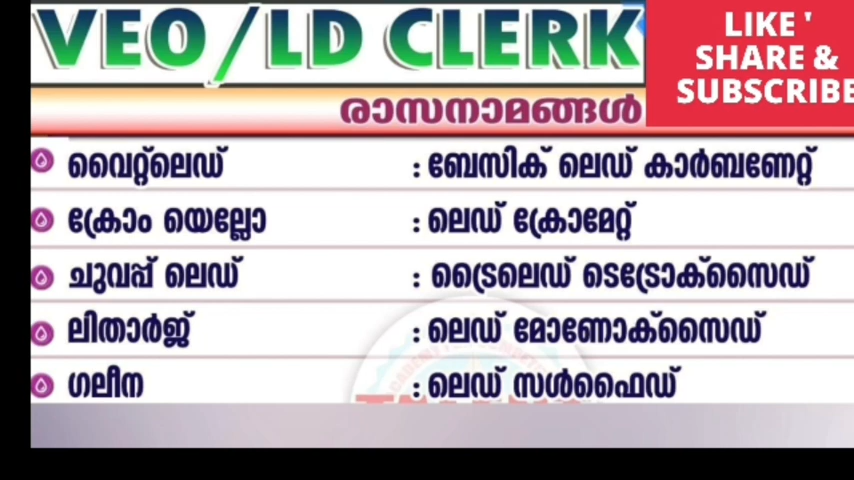 VEO/LD CLERK
LIKE '
SHARE &
SUBSCRIBE
രാസനാമങ്ങൾ
വൈറ്റ്ലെഡ് : ബേസിക് ലെഡ് കാർബണേറ്റ്
ക്രോം യെല്ലോ : ലെഡ് ക്രോമേറ്റ്
ചുവപ്പ് ലെഡ് : ട്രൈലെഡ് ടെട്രോക്സൈഡ്
ലിതാർജ് : ലെഡ് മോണോക്സൈഡ്
ഗലീന : ലെഡ് സൾഫൈഡ്